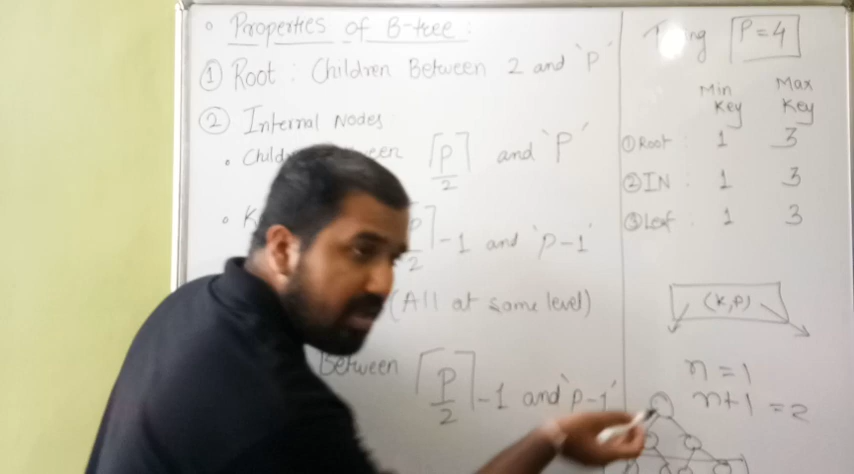 • Properties of B-tree :
① Root : Children Between 2 and 'P'
② Internal Nodes:
• Child ⌈P/2⌉ and 'P'
• K ⌈P/2⌉-1 and 'P-1'
(All at same level)
Between ⌈P/2⌉-1 and 'P-1'
P=4
Min Key Max Key
① Root : 1 3
② IN : 1 3
③ Leaf : 1 3
(K,P)
n = 1
n+1 = 2